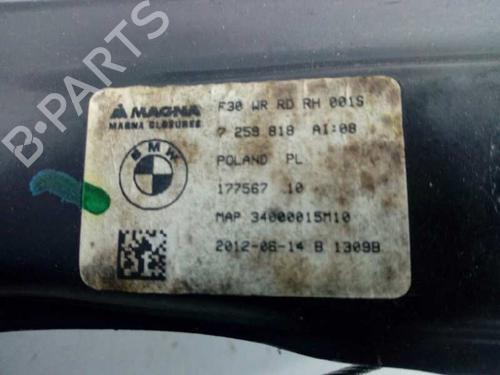 B-PARTS
MAGNA
MAGNA CLOSURES
BMW
F30 WR RD RH 001S
7 259 818 AI:08
POLAND PL
177567 10
MAP 34000015M10
2012-06-14 B 1309B